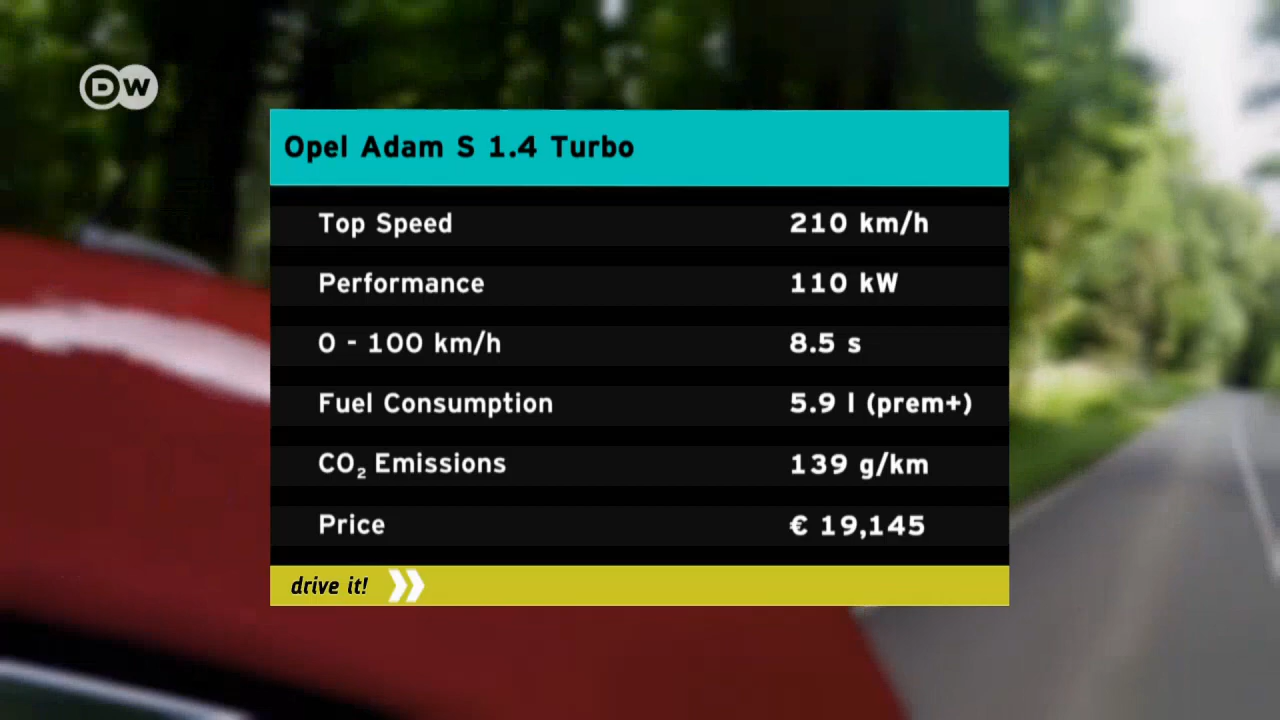 DW
Opel Adam S 1.4 Turbo
Top Speed 210 km/h
Performance 110 kW
0 - 100 km/h 8.5 s
Fuel Consumption 5.9 l (prem+)
CO₂ Emissions 139 g/km
Price € 19,145
drive it!